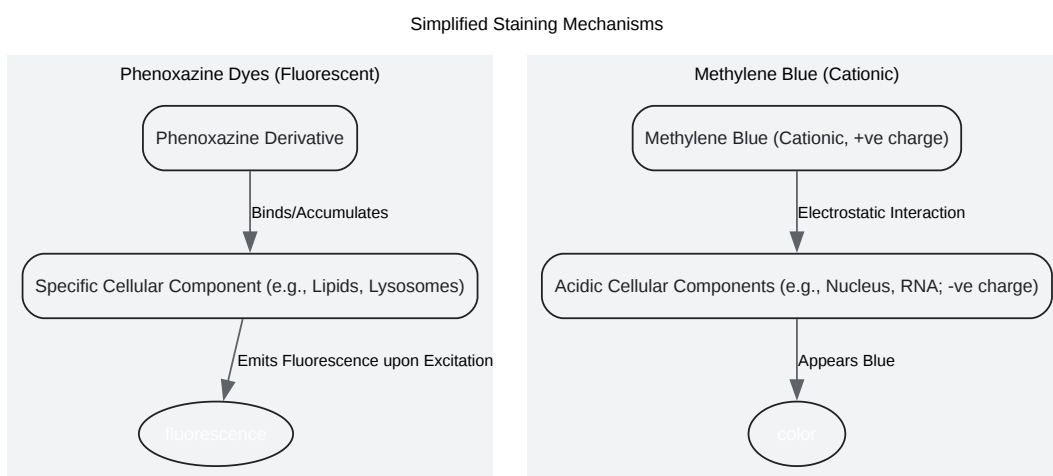 Simplified Staining Mechanisms
Phenoxazine Dyes (Fluorescent)
Phenoxazine Derivative
Binds/Accumulates
Specific Cellular Component (e.g., Lipids, Lysosomes)
Emits Fluorescence upon Excitation
fluorescence
Methylene Blue (Cationic)
Methylene Blue (Cationic, +ve charge)
Electrostatic Interaction
Acidic Cellular Components (e.g., Nucleus, RNA; -ve charge)
Appears Blue
color